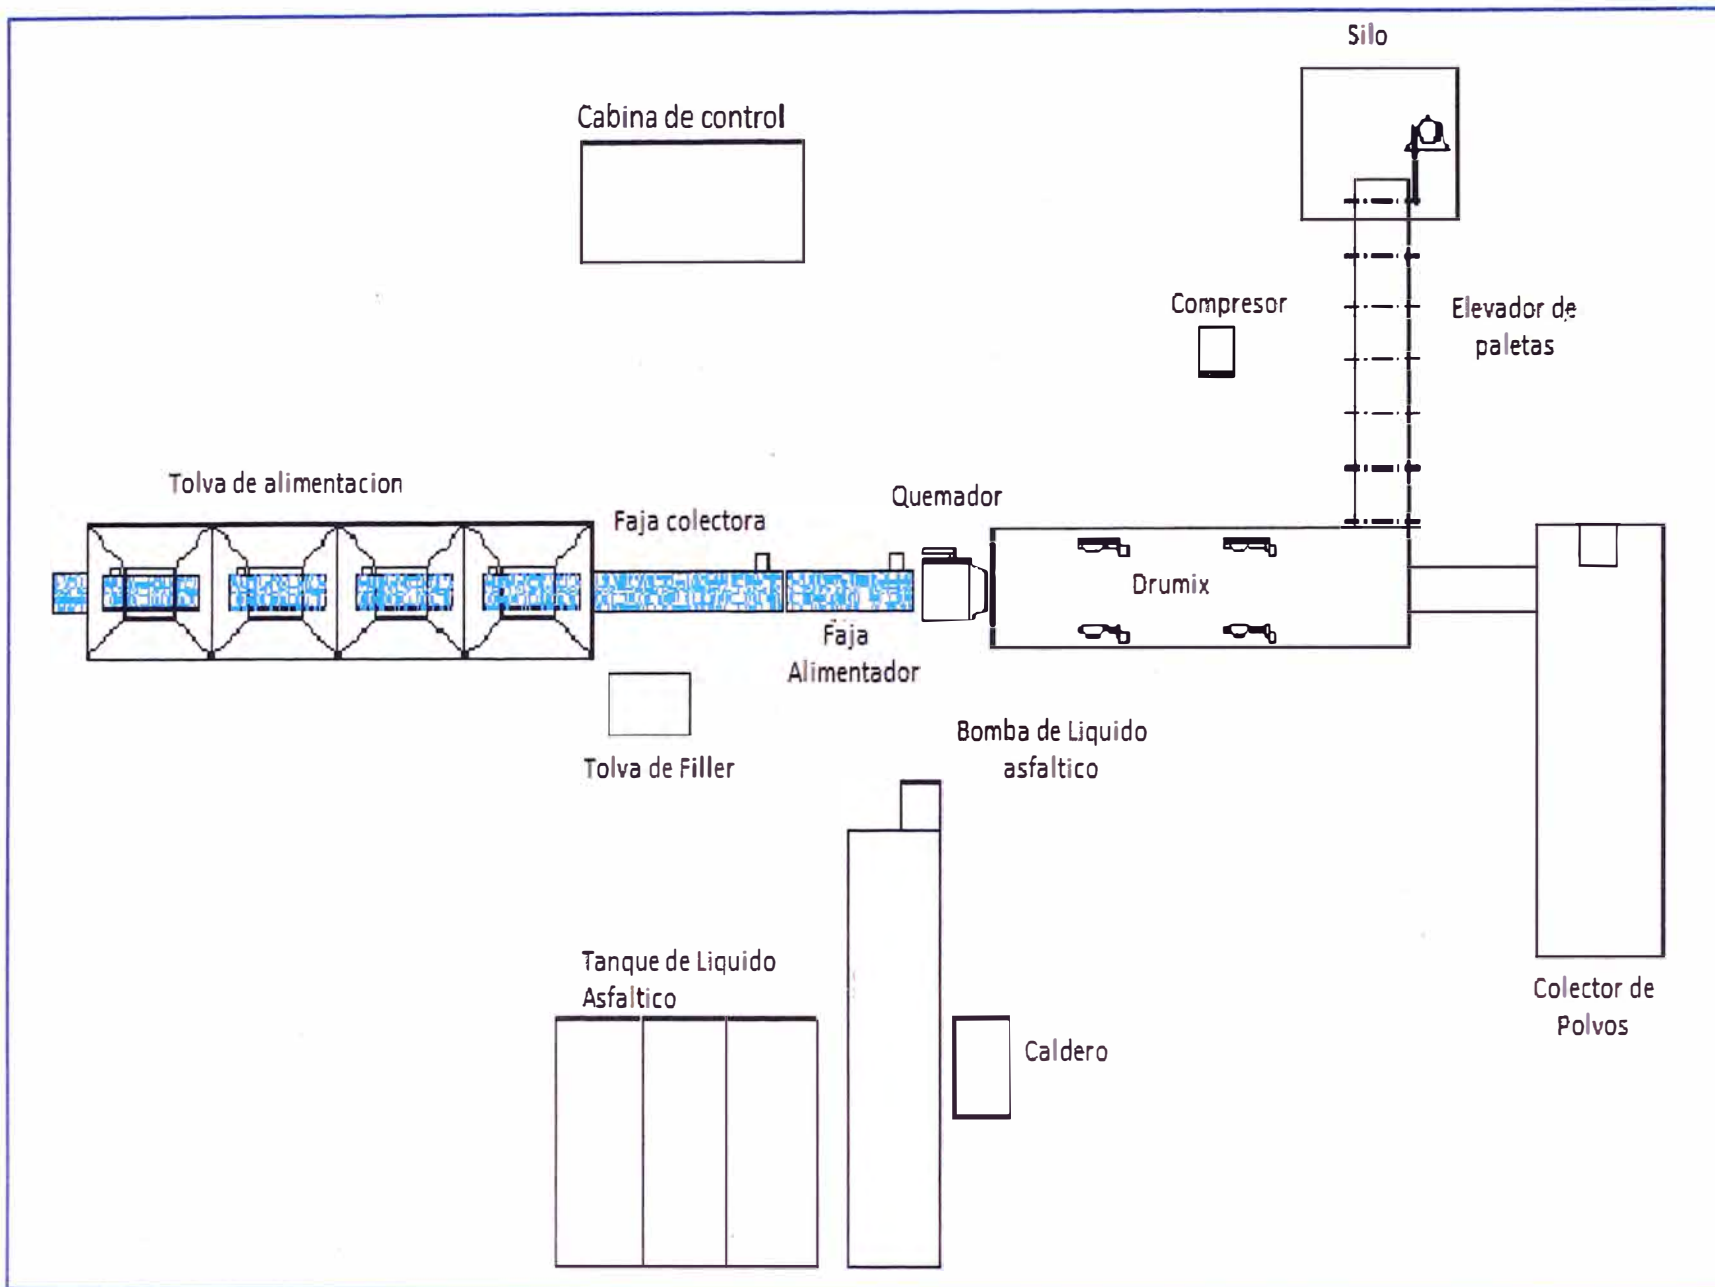 Silo
Cabina de control
Compresor
Elevador de
paletas
Tolva de alimentacion
Faja colectora
Quemador
Drumix
Faja
Alimentador
Tolva de Filler
Bomba de Liquido
asfaltico
Tanque de Liquido
Asfaltico
Caldero
Colector de
Polvos